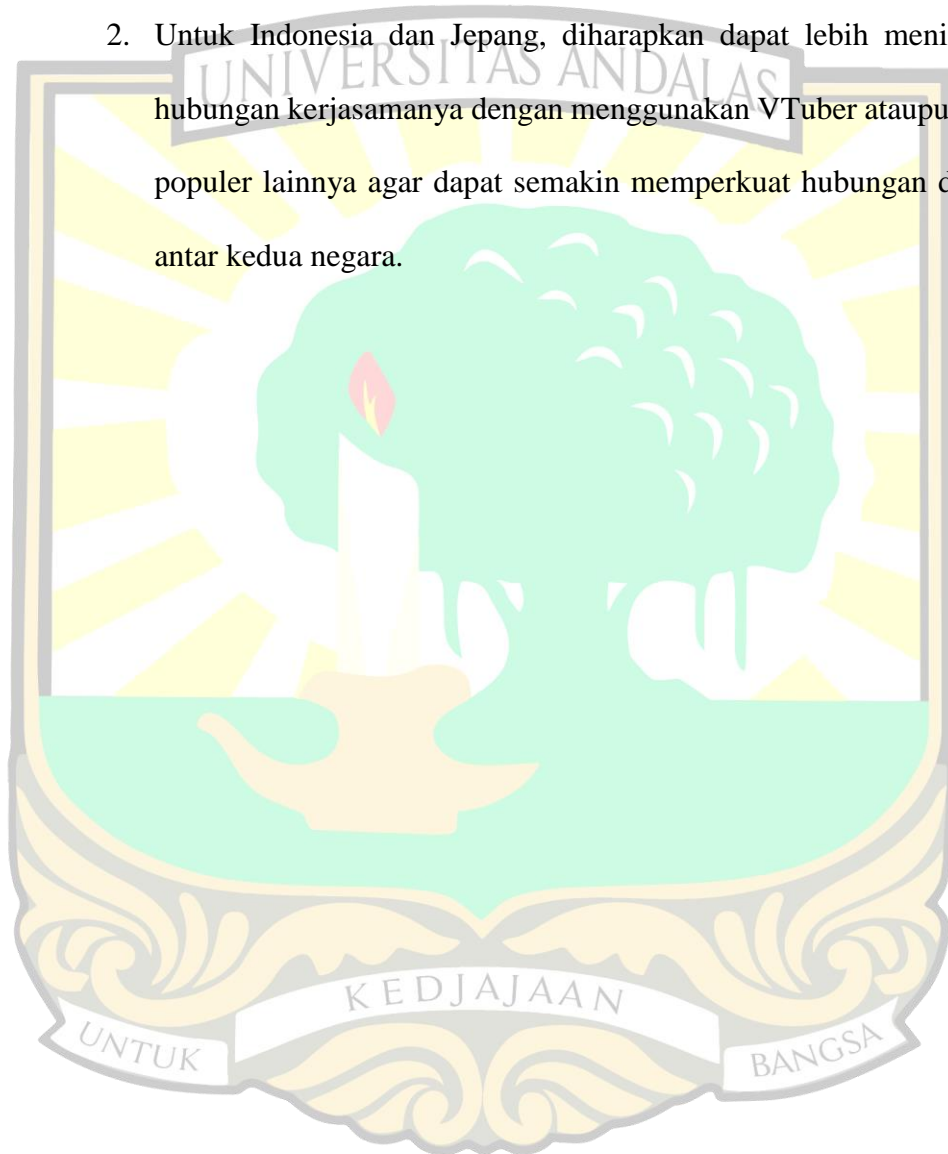 2. Untuk Indonesia dan Jepang, diharapkan dapat lebih
UNIVERSITAS ANDALAS
hubungan kerjasamanya dengan menggunakan VTuber
populer lainnya agar dapat semakin memperkuat hubungan
antar kedua negara.
KEDJAJAAN
UNTUK
BANGSA